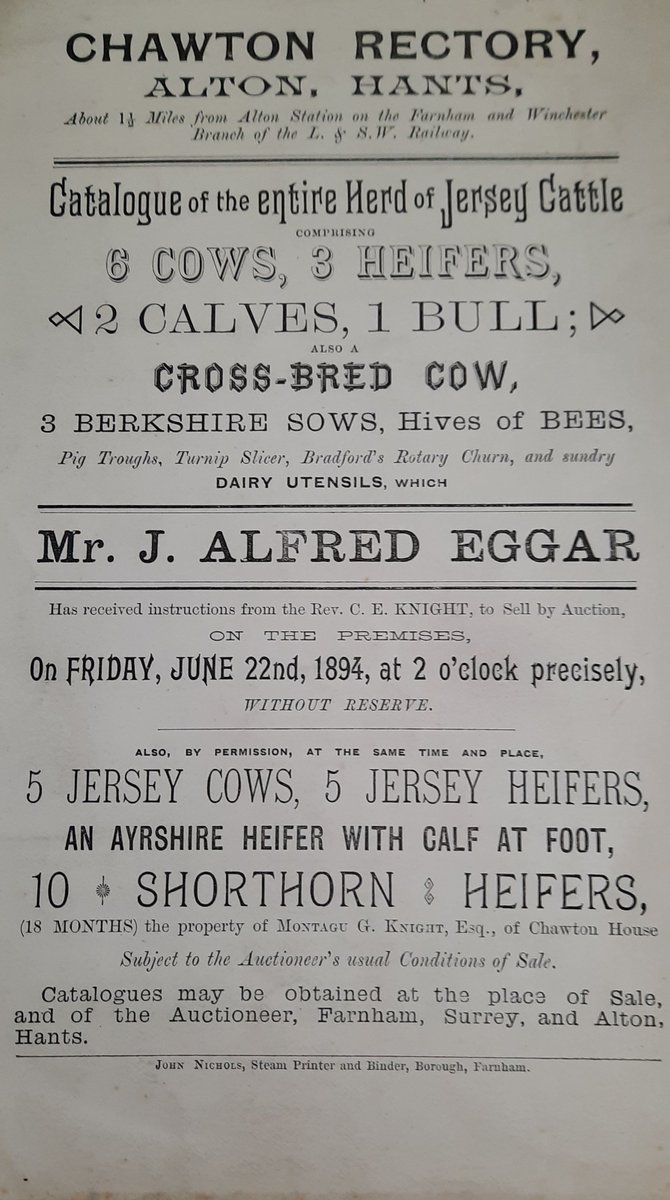 CHAWTON RECTORY,
ALTON, HANTS,
About 1½ Miles from Alton Station on the Farnham and Winchester
Branch of the L. & S.W. Railway.
Catalogue of the entire Herd of Jersey Cattle
COMPRISING
6 COWS, 3 HEIFERS,
2 CALVES, 1 BULL;
ALSO A
CROSS-BRED COW,
3 BERKSHIRE SOWS, Hives of BEES,
Pig Troughs, Turnip Slicer, Bradford's Rotary Churn, and sundry
DAIRY UTENSILS, WHICH
Mr. J. ALFRED EGGAR
Has received instructions from the Rev. C. E. KNIGHT, to Sell by Auction,
ON THE PREMISES,
On FRIDAY, JUNE 22nd, 1894, at 2 o'clock precisely,
WITHOUT RESERVE.
ALSO, BY PERMISSION, AT THE SAME TIME AND PLACE,
5 JERSEY COWS, 5 JERSEY HEIFERS,
AN AYRSHIRE HEIFER WITH CALF AT FOOT,
10 SHORTHORN HEIFERS,
(18 MONTHS) the property of MONTAGU G. KNIGHT, Esq., of Chawton House
Subject to the Auctioneer's usual Conditions of Sale.
Catalogues may be obtained at the place of Sale,
and of the Auctioneer, Farnham, Surrey, and Alton,
Hants.
JOHN NICHOLS, Steam Printer and Binder, Borough, Farnham.